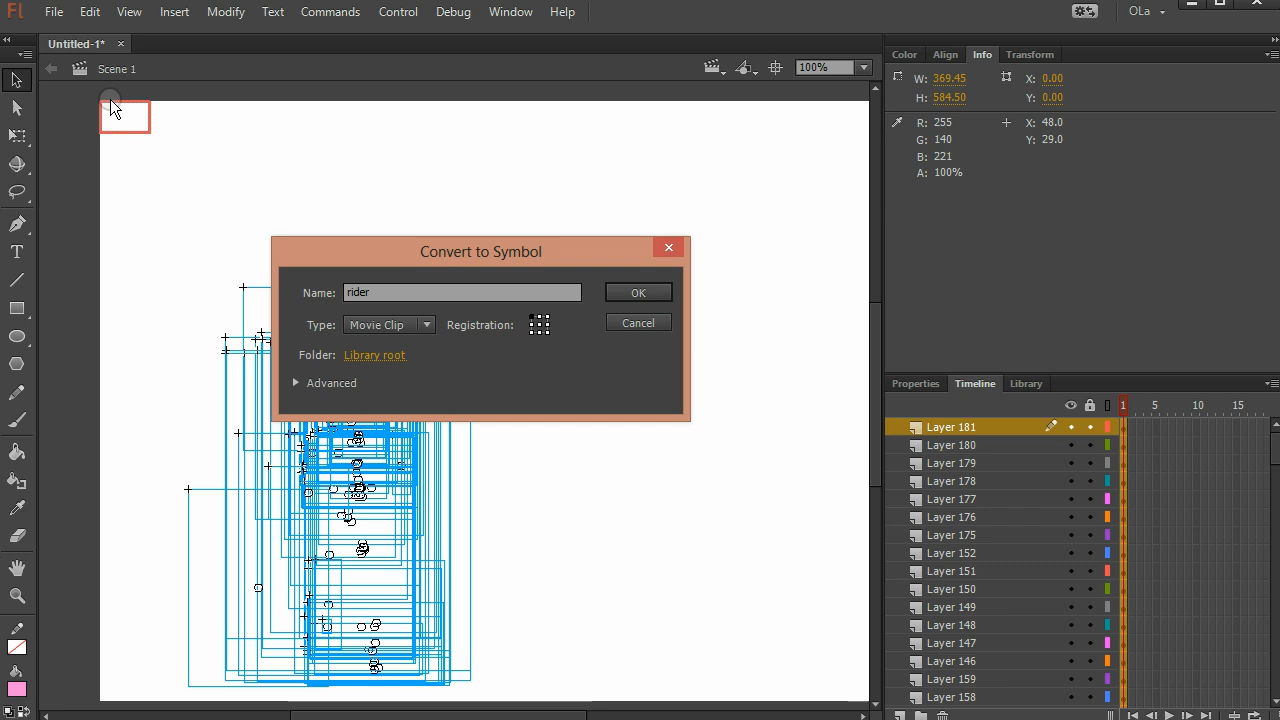 Fl File Edit View Insert Modify Text Commands Control Debug Window Help OLa
Untitled-1* ×
Scene 1 100%
Color Align Info Transform
W: 369.45 X: 0.00
H: 584.50 Y: 0.00
R: 255 X: 48.0
G: 140 Y: 29.0
B: 221
A: 100%
Convert to Symbol
Name: rider OK
Type: Movie Clip Registration: Cancel
Folder: Library root
Advanced
Properties Timeline Library
1 5 10 15
Layer 181
Layer 180
Layer 179
Layer 178
Layer 177
Layer 176
Layer 175
Layer 152
Layer 151
Layer 150
Layer 149
Layer 148
Layer 147
Layer 146
Layer 159
Layer 158